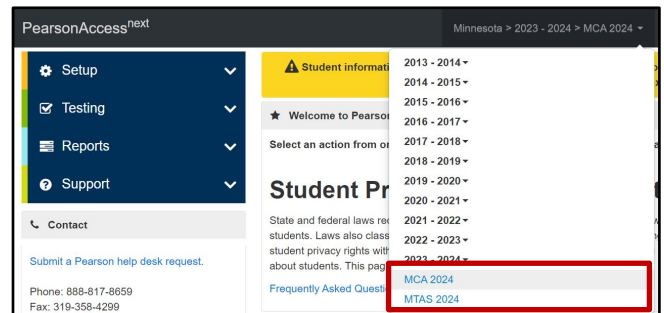 PearsonAccessnext
Minnesota > 2023 - 2024 > MCA 2024
Setup
Testing
Reports
Support
Contact
Submit a Pearson help desk request.
Phone: 888-817-8659
Fax: 319-358-4299
Student informati
Welcome to Pearso
Select an action from or
Student Pr
State and federal laws rec
students. Laws also class
student privacy rights with
about students. This pag
Frequently Asked Questi
2013 - 2014
2014 - 2015
2015 - 2016
2016 - 2017
2017 - 2018
2018 - 2019
2019 - 2020
2020 - 2021
2021 - 2022
2022 - 2023
2023 - 2024
MCA 2024
MTAS 2024